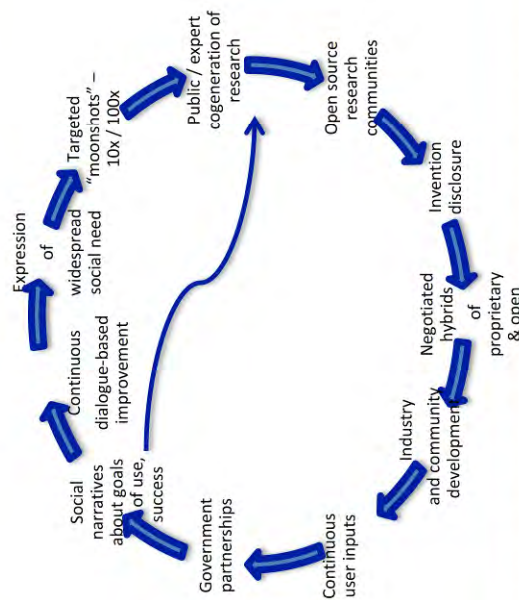 Expression
of
widespread
social need
Targeted
“moonshots” –
10x / 100x
Public / expert
cogeneration of
research
Open source
research
communities
Invention
disclosure
Negotiated
hybrids
of
proprietary
& open
Industry
and community
development
Continuous
user inputs
Government
partnerships
Social
narratives
about goals
of use,
success
Continuous
dialogue-based
improvement